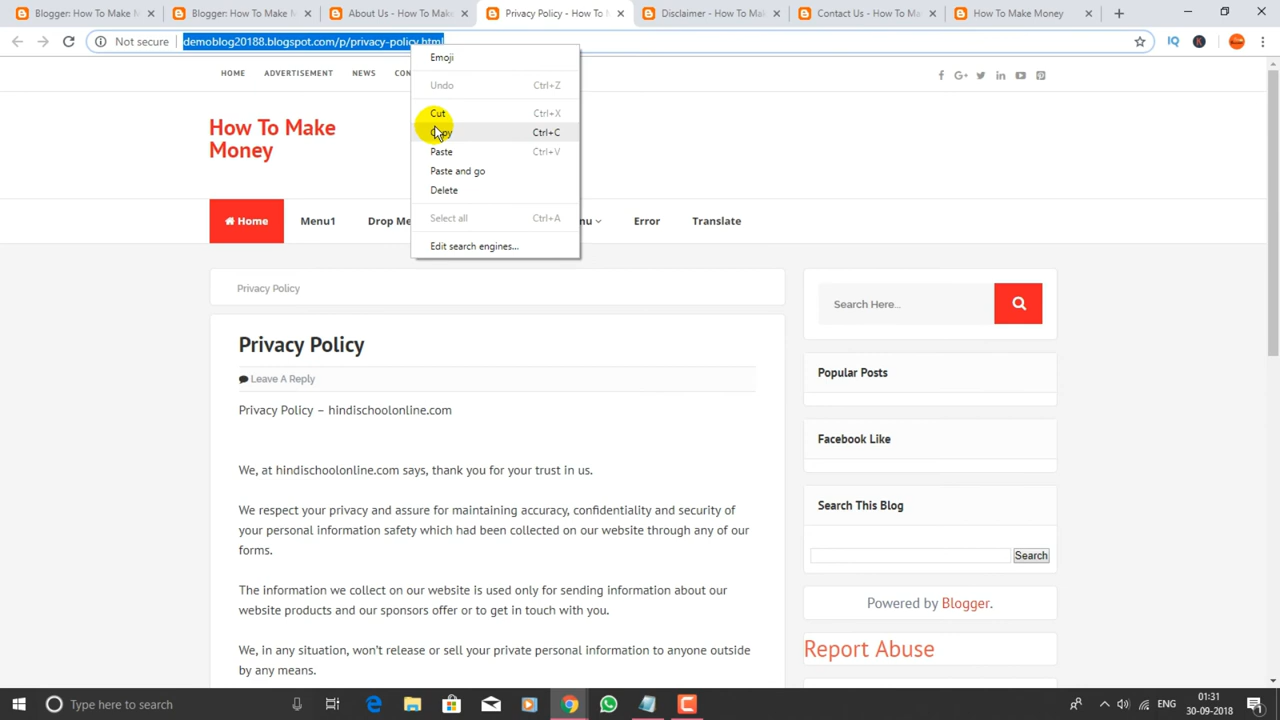 Blogger: How To Make M
Blogger: How To Make M
About Us - How To Make
Privacy Policy - How To M
Disclaimer - How To Make
Contact Us - How To Make
How To Make Money
Not secure
demoblog20188.blogspot.com/p/privacy-policy.html
Emoji
Undo Ctrl+Z
Cut Ctrl+X
Copy Ctrl+C
Paste Ctrl+V
Paste and go
Delete
Select all Ctrl+A
Edit search engines...
HOME ADVERTISEMENT NEWS
How To Make
Money
Home Menu1 Error Translate
Privacy Policy
Search Here...
Privacy Policy
Leave A Reply
Privacy Policy – hindischoolonline.com
We, at hindischoolonline.com says, thank you for your trust in us.
We respect your privacy and assure for maintaining accuracy, confidentiality and security of
your personal information safety which had been collected on our website through any of our
forms.
The information we collect on our website is used only for sending information about our
website products and our sponsors offer or to get in touch with you.
We, in any situation, won't release or sell your private personal information to anyone outside
by any means.
Popular Posts
Facebook Like
Search This Blog
Search
Powered by Blogger.
Report Abuse
Type here to search
ENG
01:31
30-09-2018